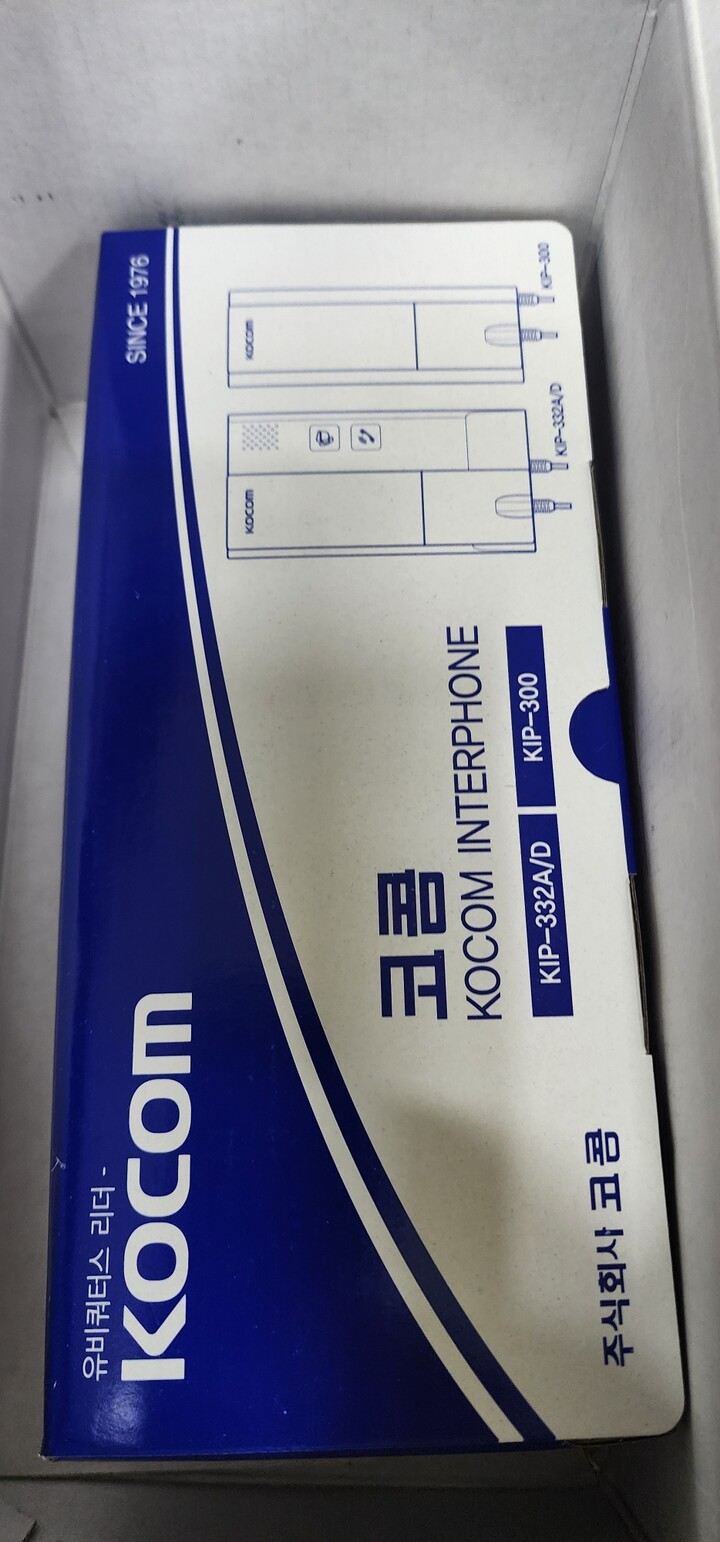 유비쿼터스 리더 -
KOCOM
SINCE 1976
코콤
KOCOM INTERPHONE
KIP-332A/D
KIP-300
KOCOM
KOCOM
KIP-332A/D
KIP-300
주식회사 코콤